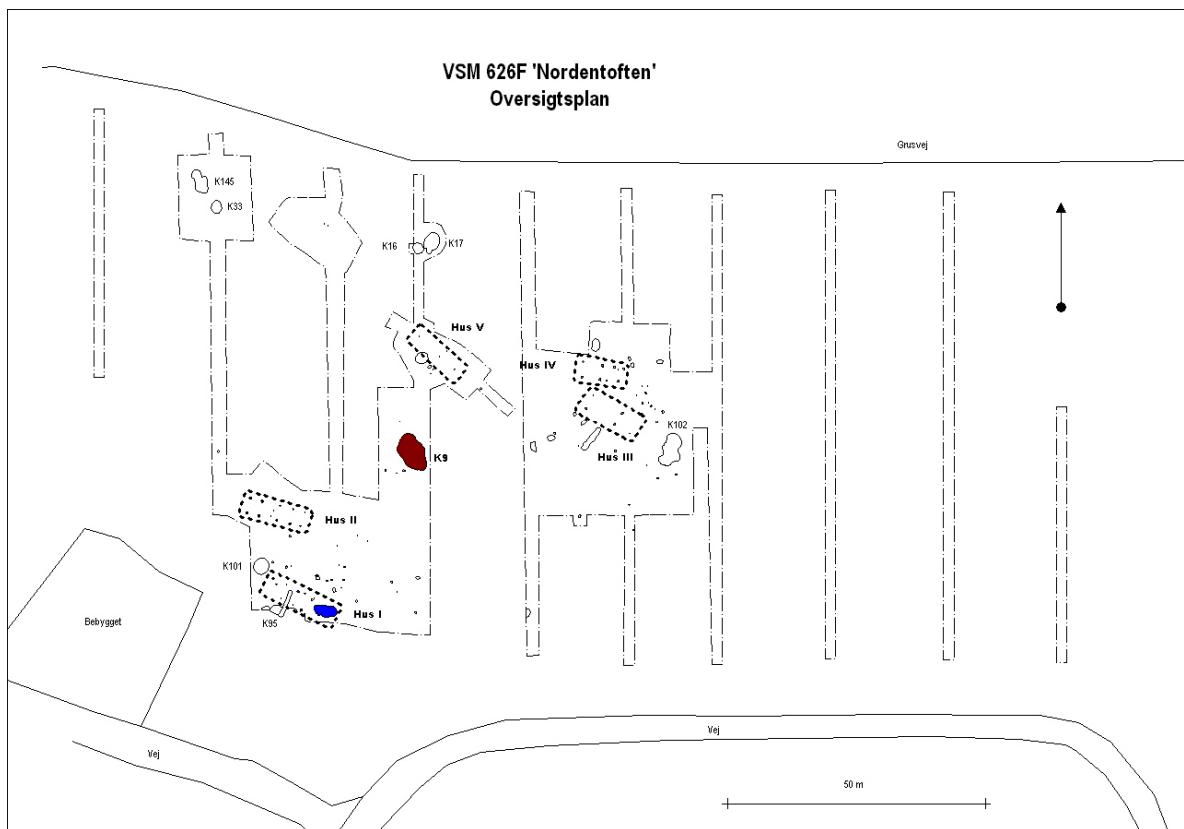 VSM 626F 'Nordentoften'
Oversigtsplan
Grusvej
K145
K33
K16
K17
Hus V
Hus IV
K102
K9
Hus III
Hus II
K101
Hus I
K95
Bebygget
Vej
Vej
50 m